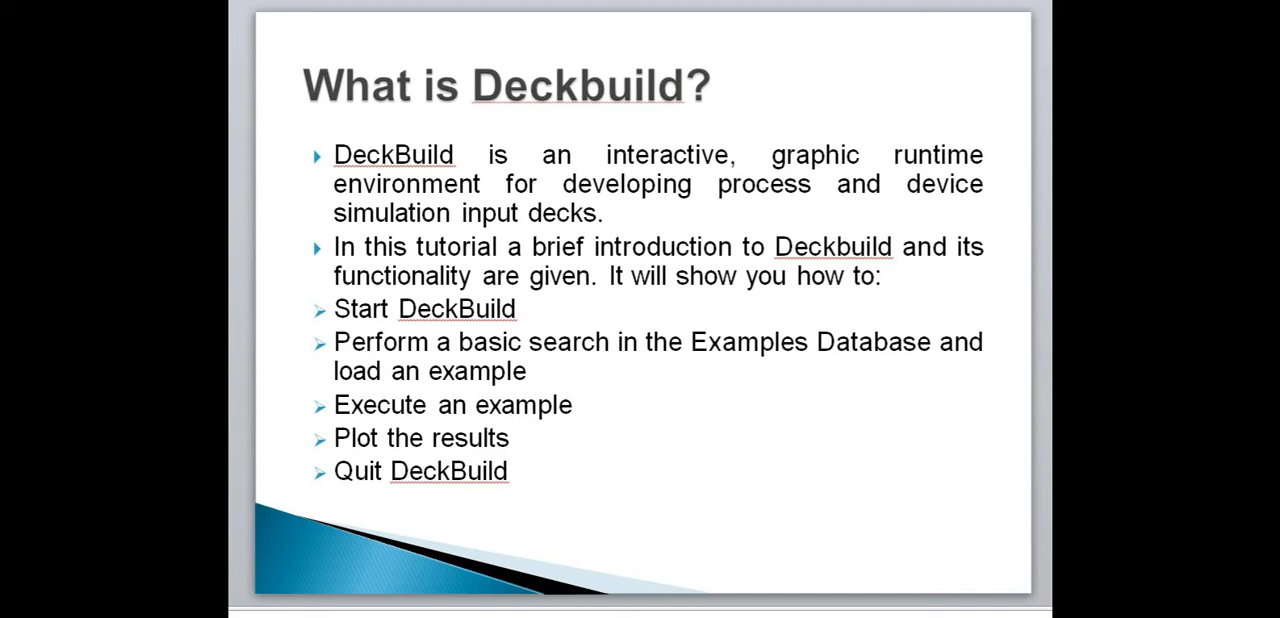 What is Deckbuild?
DeckBuild is an interactive, graphic runtime
environment for developing process and device
simulation input decks.
In this tutorial a brief introduction to Deckbuild and its
functionality are given. It will show you how to:
Start DeckBuild
Perform a basic search in the Examples Database and
load an example
Execute an example
Plot the results
Quit DeckBuild